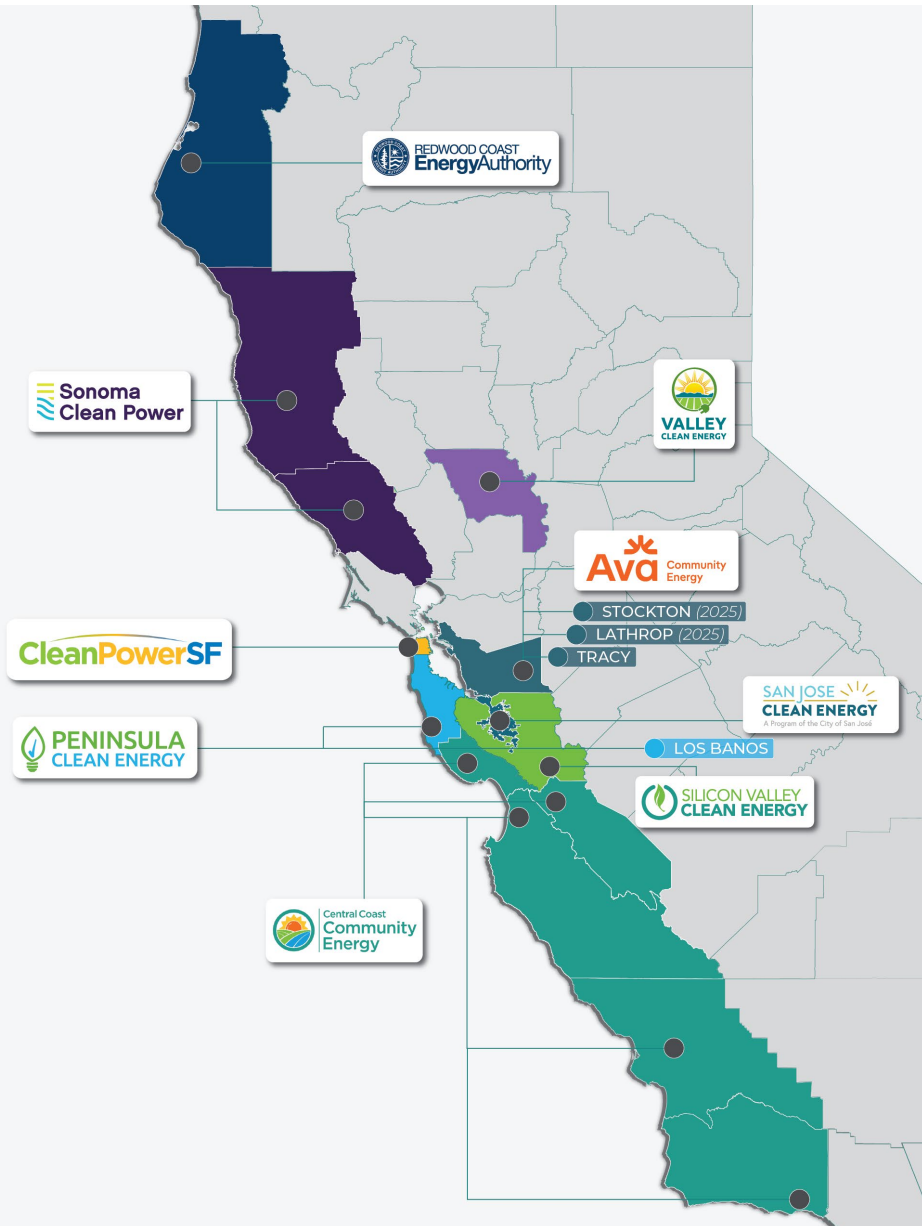 REDWOOD COAST
EnergyAuthority
Sonoma
Clean Power
VALLEY
CLEAN ENERGY
Ava Community
Energy
STOCKTON (2025)
LATHROP (2025)
TRACY
CleanPowerSF
SAN JOSE
CLEAN ENERGY
A Program of the City of San José
PENINSULA
CLEAN ENERGY
LOS BANOS
SILICON VALLEY
CLEAN ENERGY
Central Coast
Community
Energy